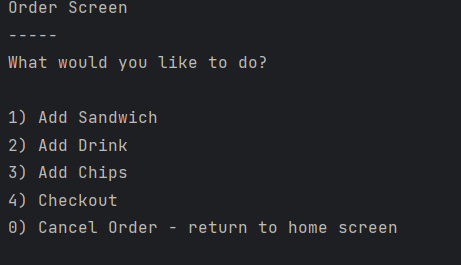 Order Screen
-----
What would you like to do?
1) Add Sandwich
2) Add Drink
3) Add Chips
4) Checkout
0) Cancel Order - return to home screen